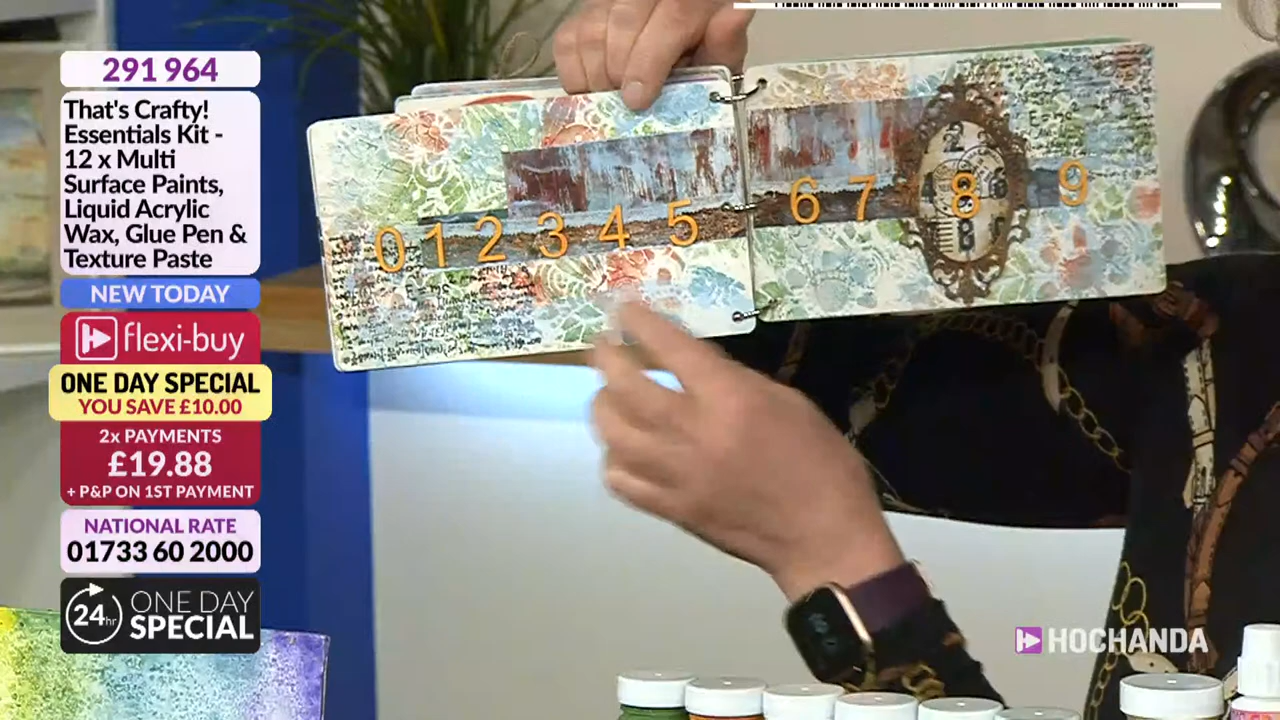 291 964
That's Crafty!
Essentials Kit -
12 x Multi
Surface Paints,
Liquid Acrylic
Wax, Glue Pen &
Texture Paste
NEW TODAY
flexi-buy
ONE DAY SPECIAL
YOU SAVE £10.00
2x PAYMENTS
£19.88
+ P&P ON 1ST PAYMENT
NATIONAL RATE
01733 60 2000
24hr
ONE DAY
SPECIAL
0 1 2 3 4 5 6 7 8 9
2
8
HOCHANDA